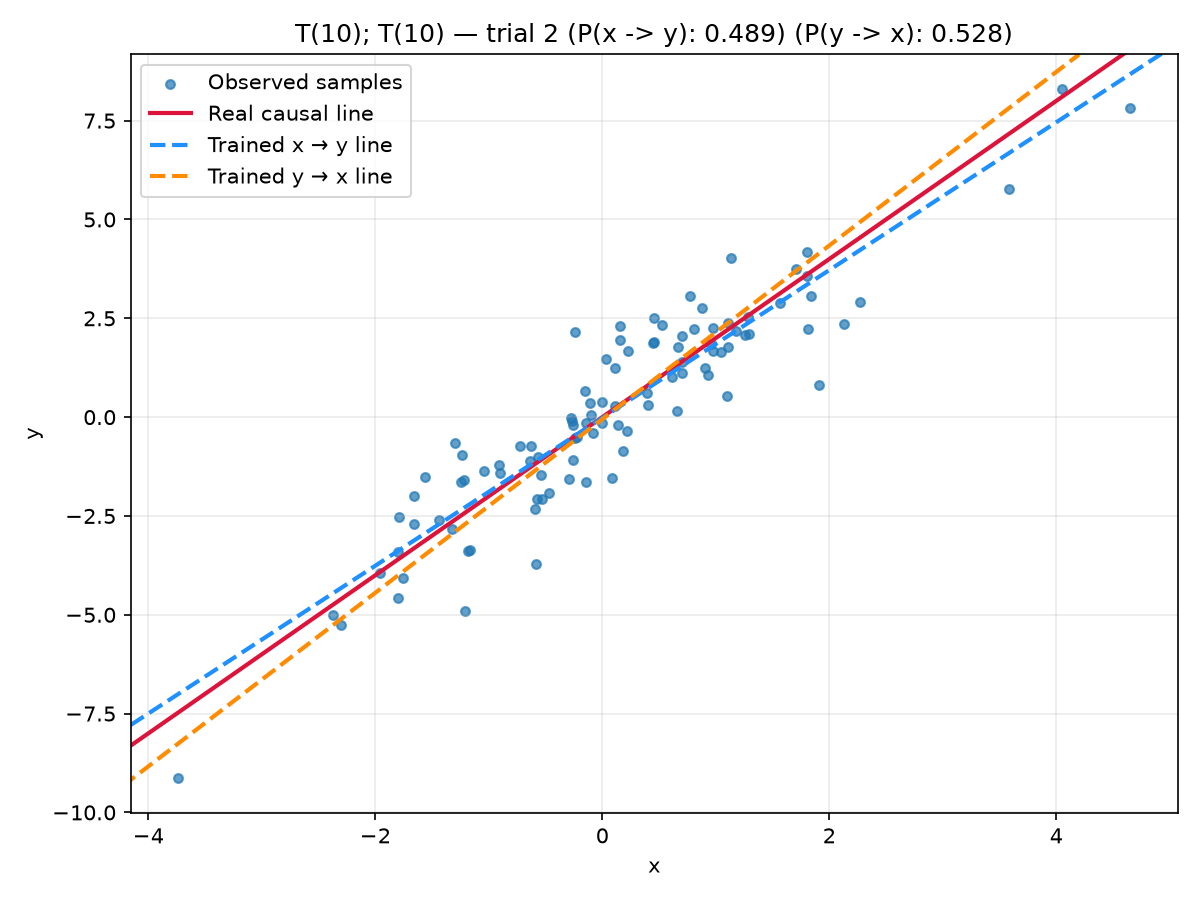 T(10); T(10) — trial 2 (P(x -> y): 0.489) (P(y -> x): 0.528)
Observed samples
Real causal line
Trained x → y line
Trained y → x line
7.5
5.0
2.5
0.0
−2.5
−5.0
−7.5
−10.0
y
−4
−2
0
2
4
x